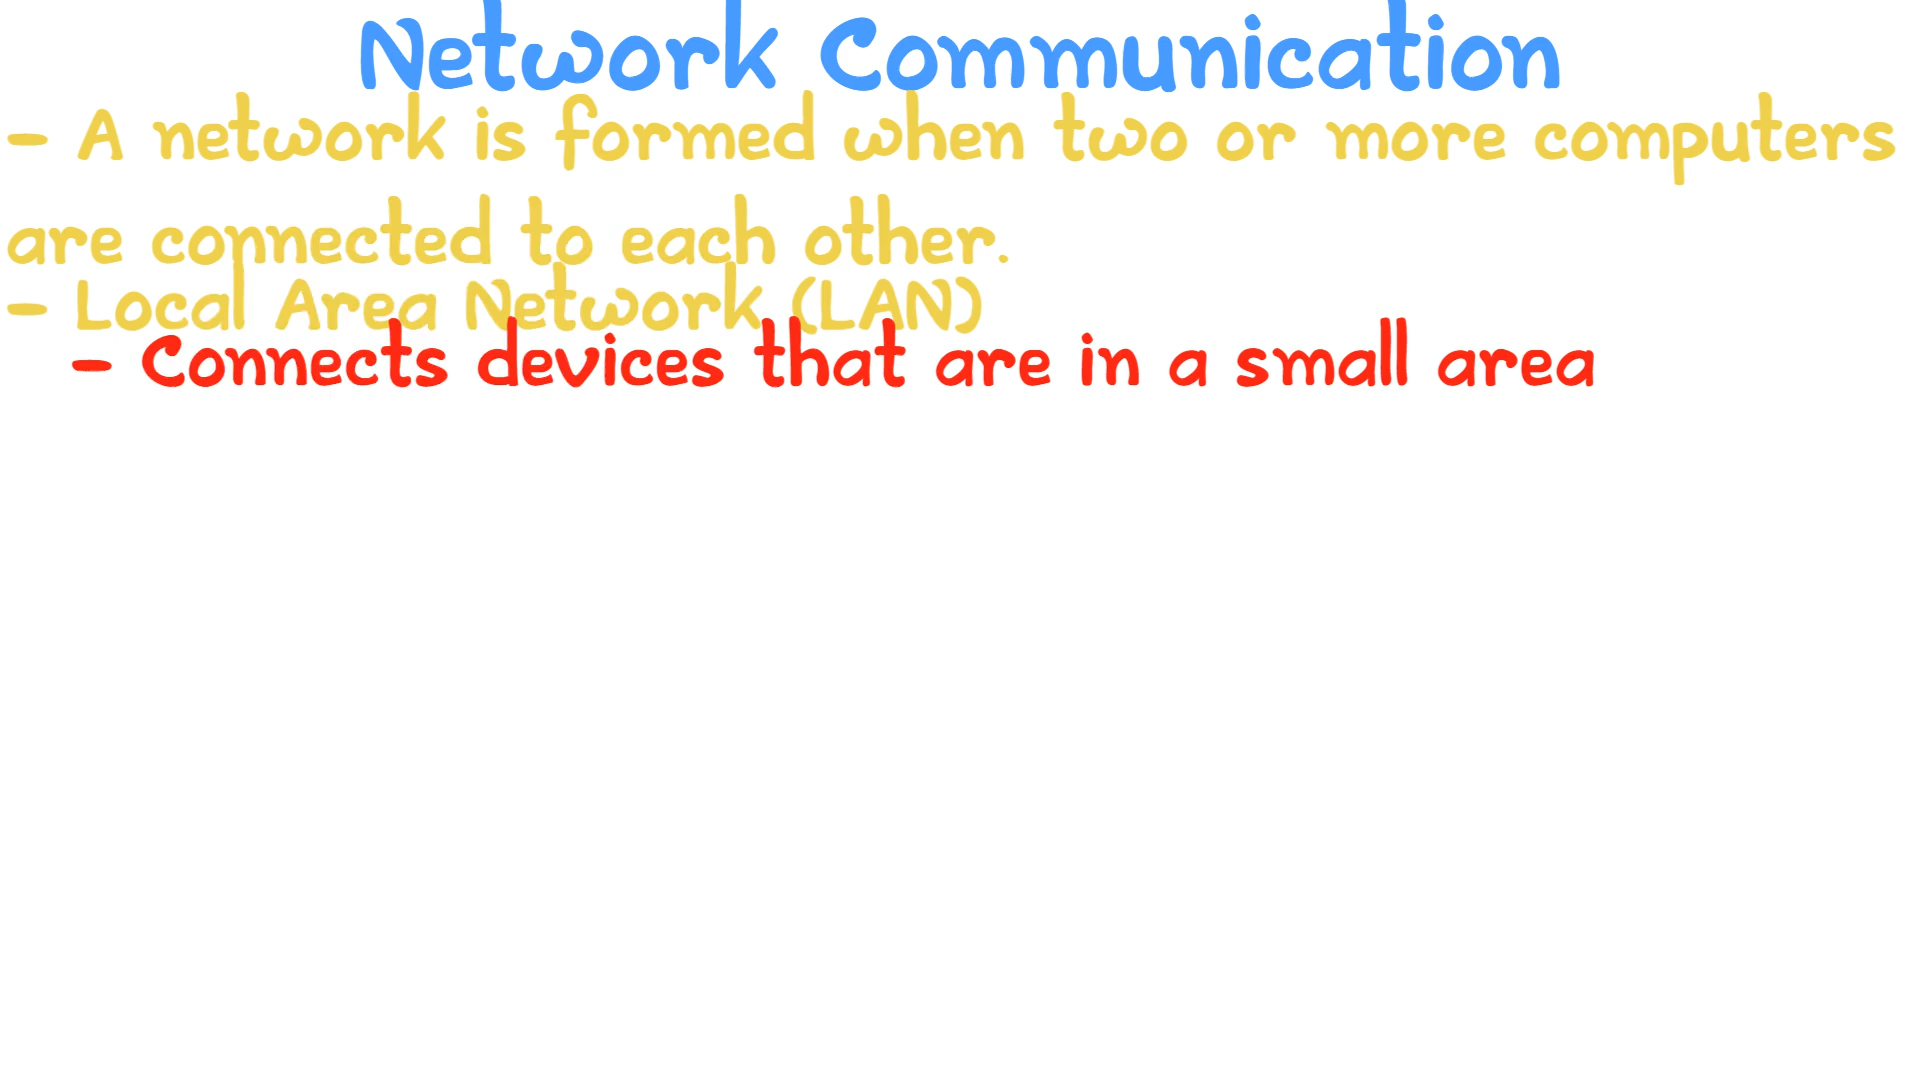 Network Communication
- A network is formed when two or more computers
are connected to each other.
- Local Area Network (LAN)
- Connects devices that are in a small area